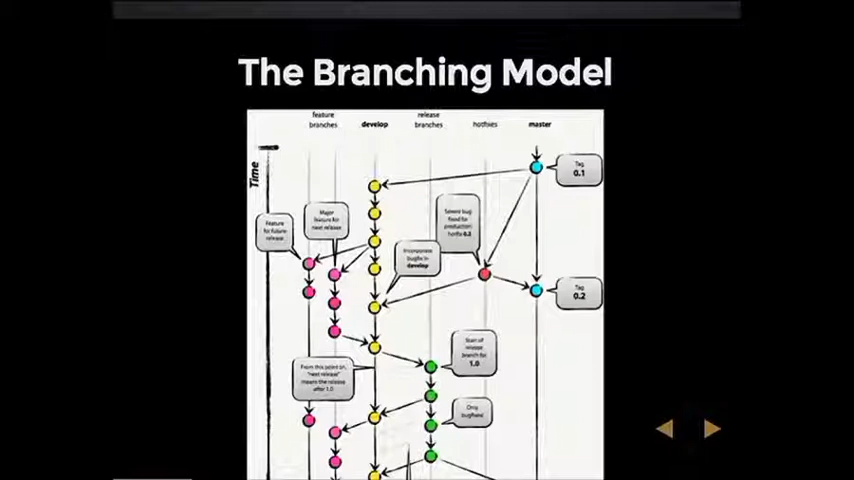 The Branching Model
feature
branches
develop
release
branches
hotfixes
master
Time
Tag
0.1
Feature
for future
release
Major
feature for
next release
Severe bug
fixed for
production:
hotfix 0.2
Incorporate
bugfix in
develop
Tag
0.2
Start of
release
branch for
1.0
From this point on,
"next release"
means the release
after 1.0
Only
bugfixes!